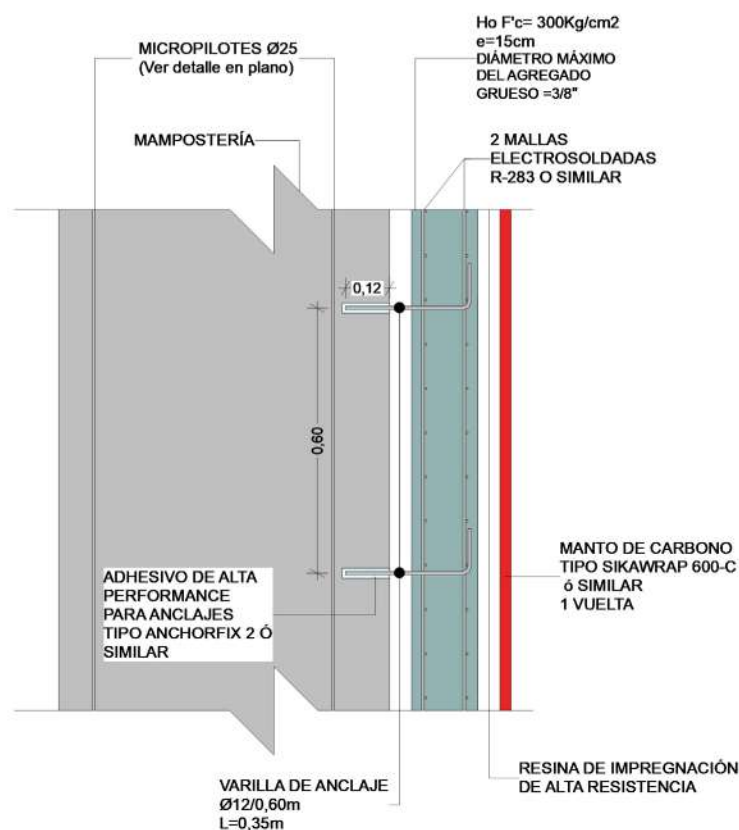 Ho F'c= 300Kg/cm2
e=15cm
DIÁMETRO MÁXIMO
DEL AGREGADO
GRUESO =3/8"
MICROPILOTES Ø25
(Ver detalle en plano)
MAMPOSTERÍA
2 MALLAS
ELECTROSOLDADAS
R-283 O SIMILAR
0,12
0,60
ADHESIVO DE ALTA
PERFORMANCE
PARA ANCLAJES
TIPO ANCHORFIX 2 Ó
SIMILAR
MANTO DE CARBONO
TIPO SIKAWRAP 600-C
ó SIMILAR
1 VUELTA
VARILLA DE ANCLAJE
Ø12/0,60m
L=0,35m
RESINA DE IMPREGNACIÓN
DE ALTA RESISTENCIA